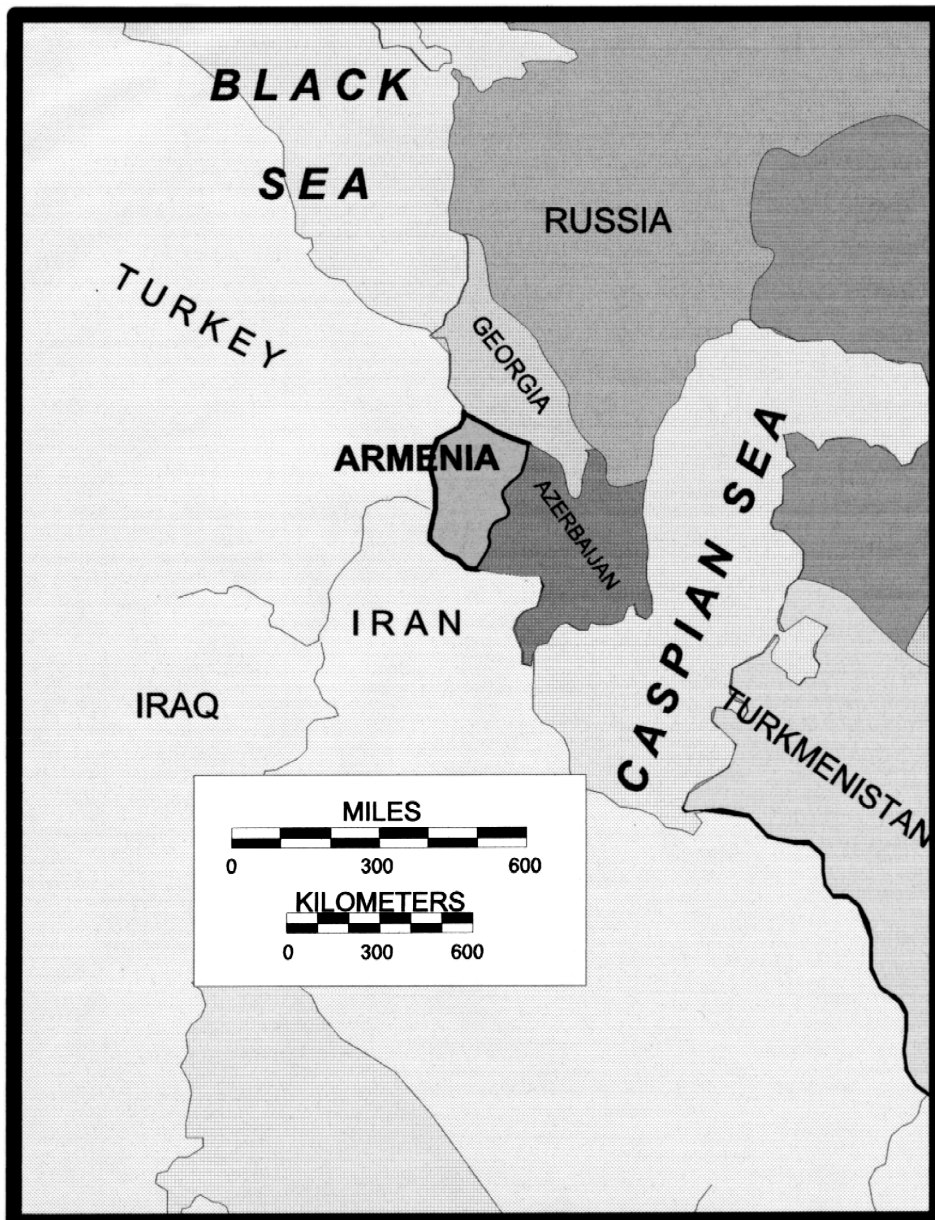 BLACK
SEA
RUSSIA
TURKEY
GEORGIA
ARMENIA
AZERBAIJAN
CASPIAN SEA
IRAN
IRAQ
TURKMENISTAN
MILES
0 300 600
KILOMETERS
0 300 600